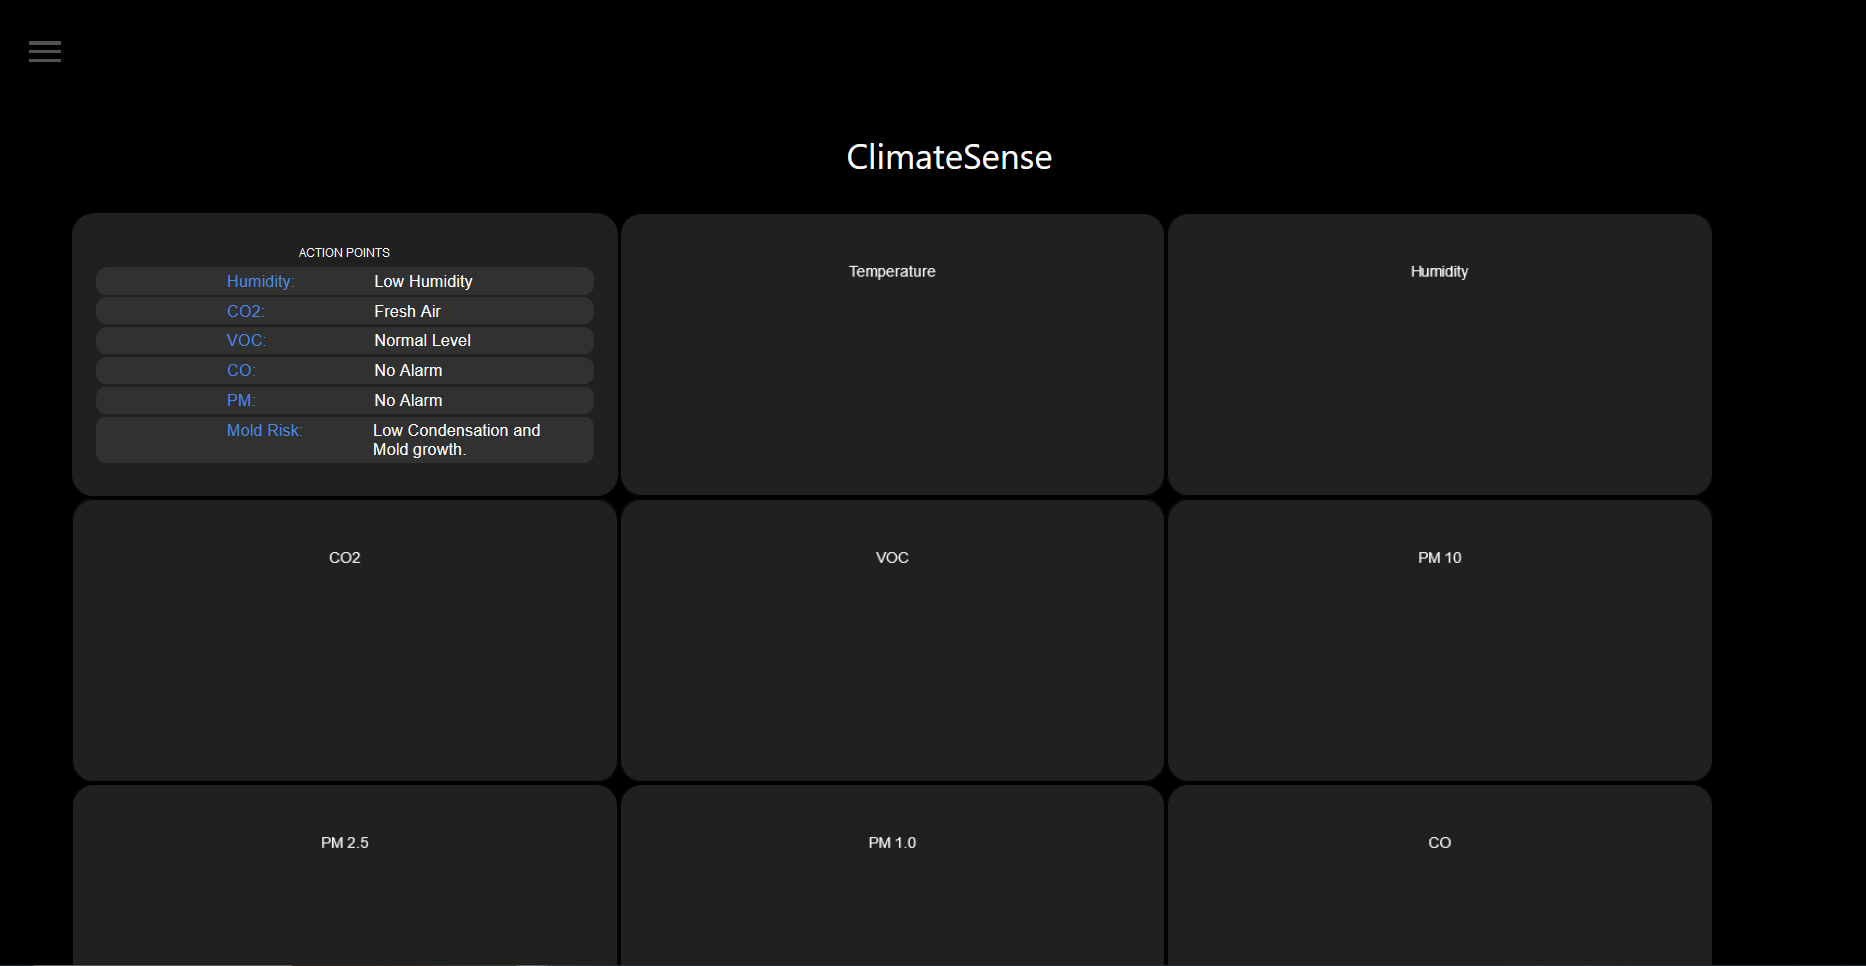 ClimateSense
ACTION POINTS
Humidity: Low Humidity
CO2: Fresh Air
VOC: Normal Level
CO: No Alarm
PM: No Alarm
Mold Risk: Low Condensation and
Mold growth.
Temperature
Humidity
CO2
VOC
PM 10
PM 2.5
PM 1.0
CO